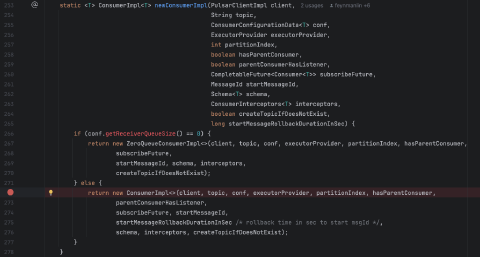 253 static <T> ConsumerImpl<T> newConsumerImpl(PulsarClientImpl client, 2 usages
254 String topic,
255 ConsumerConfigurationData<T> conf,
256 ExecutorProvider executorProvider,
257 int partitionIndex,
258 boolean hasParentConsumer,
259 boolean parentConsumerHasListener,
260 CompletableFuture<Consumer<T>> subscribeFuture,
261 MessageId startMessageId,
262 Schema<T> schema,
263 ConsumerInterceptors<T> interceptors,
264 boolean createTopicIfDoesNotExist,
265 long startMessageRollbackDurationInSec) {
266 if (conf.getReceiverQueueSize() == 0) {
267 return new ZeroQueueConsumerImpl<>(client, topic, conf, executorProvider, partitionIndex, hasParentConsumer,
268 subscribeFuture,
269 startMessageId, schema, interceptors,
270 createTopicIfDoesNotExist);
271 } else {
return new ConsumerImpl<>(client, topic, conf, executorProvider, partitionIndex, hasParentConsumer,
273 parentConsumerHasListener,
274 subscribeFuture, startMessageId,
275 startMessageRollbackDurationInSec /* rollback time in sec to start msgId */,
276 schema, interceptors, createTopicIfDoesNotExist);
277 }
278 }